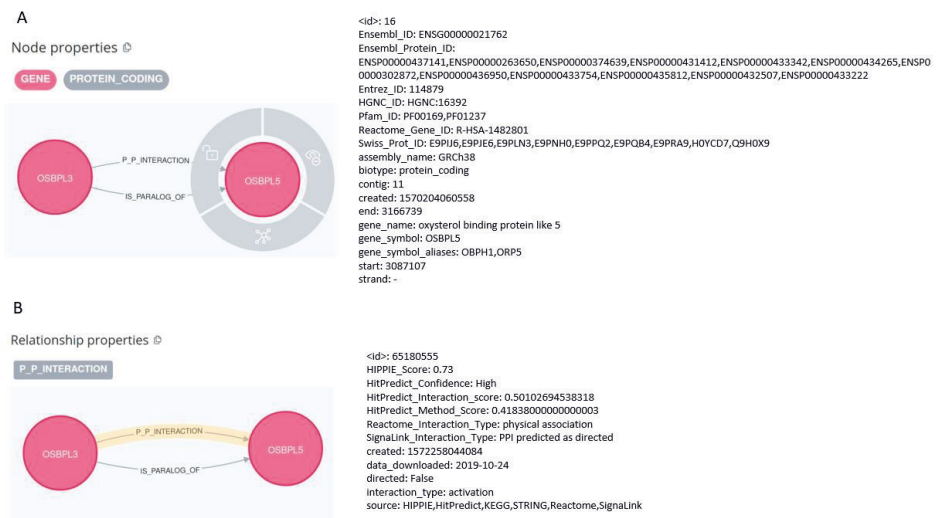 A
Node properties
GENE PROTEIN_CODING
OSBPL3
P_P_INTERACTION
IS_PARALOG_OF
OSBPL5
<id>: 16
Ensembl_ID: ENSG00000021762
Ensembl_Protein_ID:
ENSP00000437141,ENSP00000263650,ENSP00000374639,ENSP00000431412,ENSP00000433342,ENSP00000434265,ENSP0
0000302872,ENSP00000436950,ENSP00000433754,ENSP00000435812,ENSP00000432507,ENSP00000433222
Entrez_ID: 114879
HGNC_ID: HGNC:16392
Pfam_ID: PF00169,PF01237
Reactome_Gene_ID: R-HSA-1482801
Swiss_Prot_ID: E9PIJ6,E9PJE6,E9PLN3,E9PNH0,E9PPQ2,E9PQB4,E9PRA9,H0YCD7,Q9H0X9
assembly_name: GRCh38
biotype: protein_coding
contig: 11
created: 1570204060558
end: 3166739
gene_name: oxysterol binding protein like 5
gene_symbol: OSBPL5
gene_symbol_aliases: OBPH1,ORP5
start: 3087107
strand: -
B
Relationship properties
P_P_INTERACTION
OSBPL3
P_P_INTERACTION
IS_PARALOG_OF
OSBPL5
<id>: 65180555
HIPPIE_Score: 0.73
HitPredict_Confidence: High
HitPredict_Interaction_score: 0.50102694538318
HitPredict_Method_Score: 0.41838000000000003
Reactome_Interaction_Type: physical association
SignaLink_Interaction_Type: PPI predicted as directed
created: 1572258044084
data_downloaded: 2019-10-24
directed: False
interaction_type: activation
source: HIPPIE,HitPredict,KEGG,STRING,Reactome,SignaLink